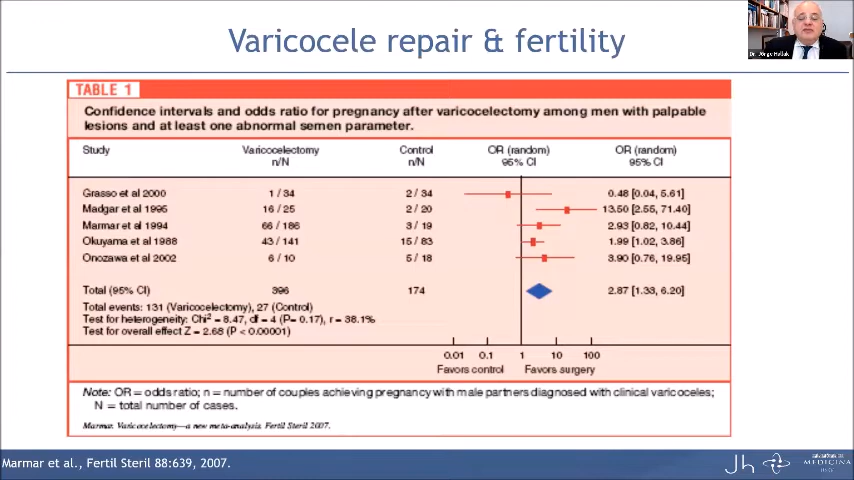 Varicocele repair & fertility
Dr. Jorge Hallak
TABLE 1
Confidence intervals and odds ratio for pregnancy after varicocelectomy among men with palpable
lesions and at least one abnormal semen parameter.
Study Varicocelectomy Control OR (random) OR (random)
n/N n/N 95% CI 95% CI
Grasso et al 2000 1 / 34 2 / 34 0.48 [0.04, 5.61]
Madgar et al 1995 16 / 25 2 / 20 13.50 [2.55, 71.40]
Marmar et al 1994 66 / 186 3 / 19 2.93 [0.82, 10.44]
Okuyama et al 1988 43 / 141 15 / 83 1.99 [1.02, 3.86]
Onozawa et al 2002 6 / 10 5 / 18 3.90 [0.76, 19.95]
Total (95% CI) 396 174 2.87 [1.33, 6.20]
Total events: 131 (Varicocelectomy), 27 (Control)
Test for heterogeneity: Chi² = 8.47, df = 4 (P= 0.17), r = 38.1%
Test for overall effect Z = 2.68 (P < 0.00001)
0.01 0.1 1 10 100
Favors control Favors surgery
Note: OR = odds ratio; n = number of couples achieving pregnancy with male partners diagnosed with clinical varicoceles;
N = total number of cases.
Marmar. Varicocelectomy—a new meta-analysis. Fertil Steril 2007.
Marmar et al., Fertil Steril 88:639, 2007.
Jh
MEDICINA